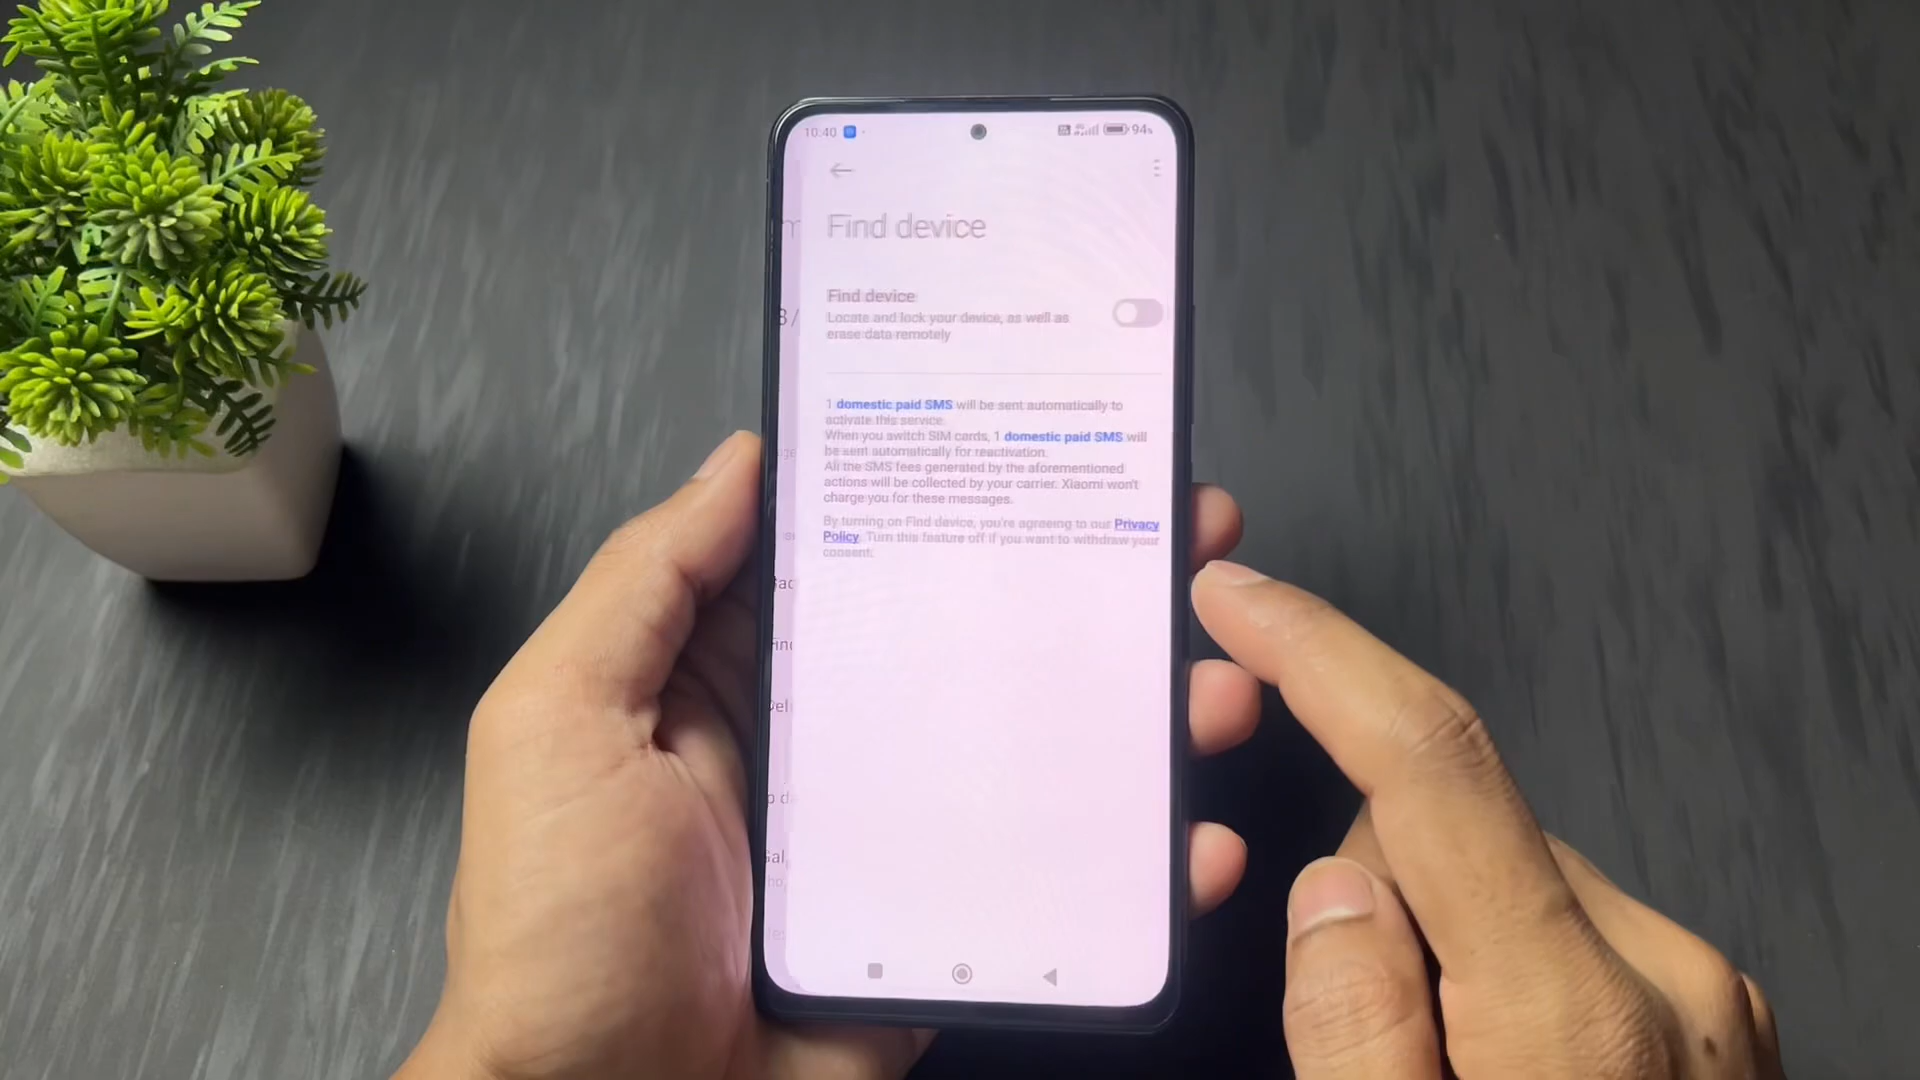 10:40
94%
Find device
Find device
Locate and lock your device, as well as
erase data remotely
1 domestic paid SMS will be sent automatically to
activate this service.
When you switch SIM cards, 1 domestic paid SMS will
be sent automatically for reactivation.
All the SMS fees generated by the aforementioned
actions will be collected by your carrier. Xiaomi won't
charge you for these messages.
By turning on Find device, you're agreeing to our Privacy
Policy. Turn this feature off if you want to withdraw your
consent.